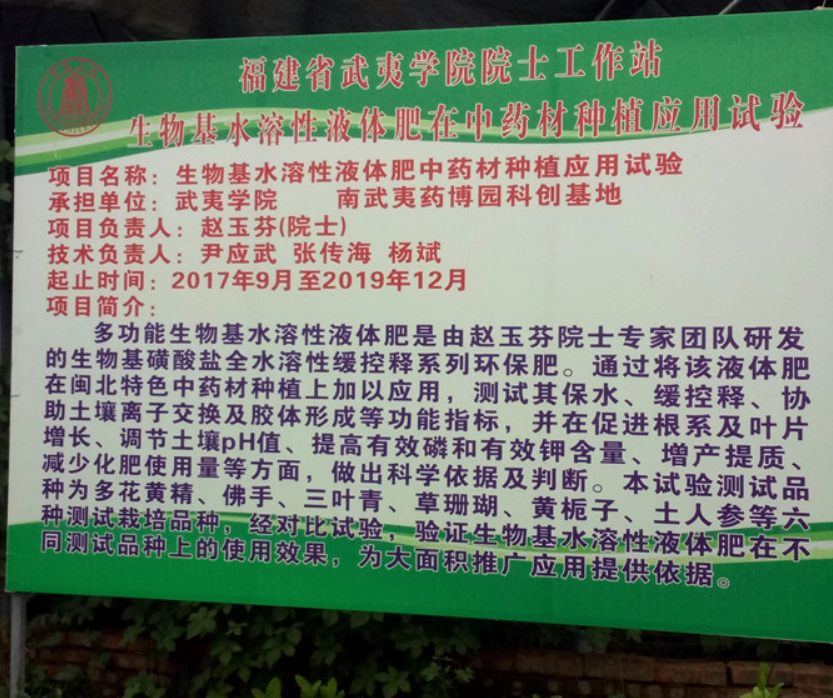 福建省武夷学院院士工作站
生物基水溶性液体肥在中药材种植应用试验
项目名称：生物基水溶性液体肥中药材种植应用试验
承担单位：武夷学院 南武夷药博园科创基地
项目负责人：赵玉芬(院士)
技术负责人：尹应武 张传海 杨斌
起止时间：2017年9月至2019年12月
项目简介：
多功能生物基水溶性液体肥是由赵玉芬院士专家团队研发
的生物基磺酸盐全水溶性缓控释系列环保肥。通过将该液体肥
在闽北特色中药材种植上加以应用，测试其保水、缓控释、协
助土壤离子交换及胶体形成等功能指标，并在促进根系及叶片
增长、调节土壤pH值、提高有效磷和有效钾含量、增产提质、
减少化肥使用量等方面，做出科学依据及判断。本试验测试品
种为多花黄精、佛手、三叶青、草珊瑚、黄栀子、土人参等六
种测试栽培品种，经对比试验，验证生物基水溶性液体肥在不
同测试品种上的使用效果，为大面积推广应用提供依据。